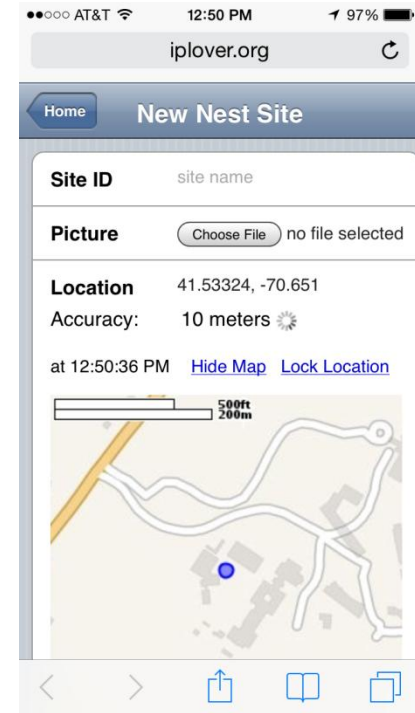 AT&T 12:50 PM 97%
iplover.org
Home New Nest Site
Site ID site name
Picture Choose File no file selected
Location 41.53324, -70.651
Accuracy: 10 meters
at 12:50:36 PM Hide Map Lock Location
500ft
200m